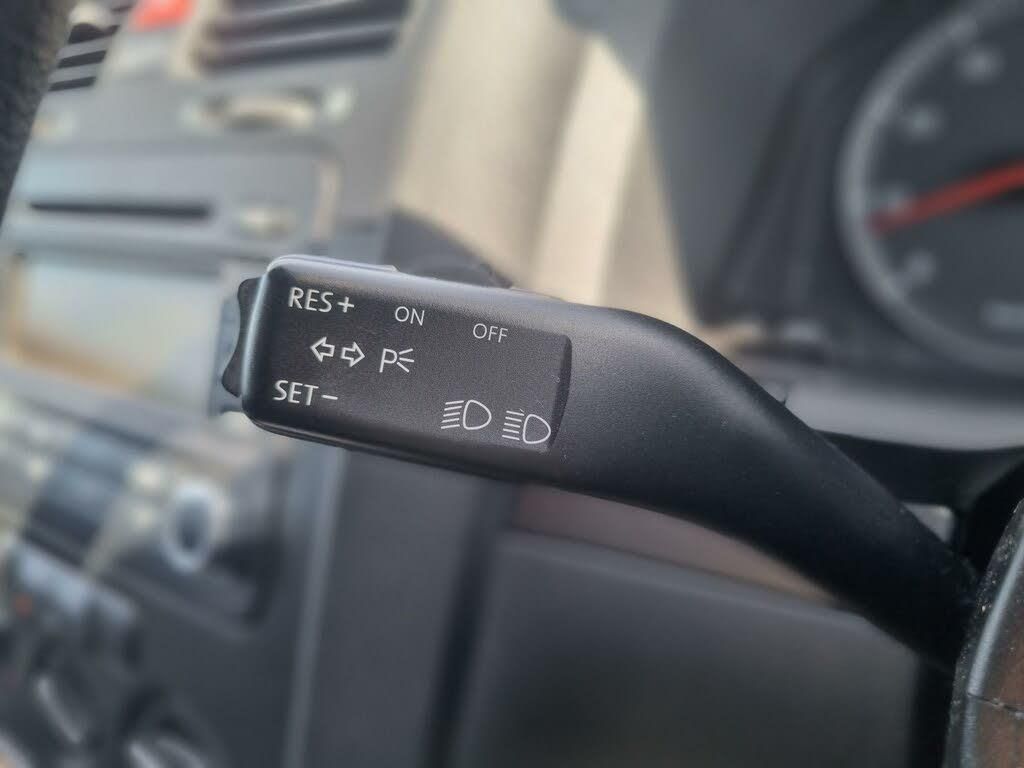 RES+ ON OFF
P
SET-